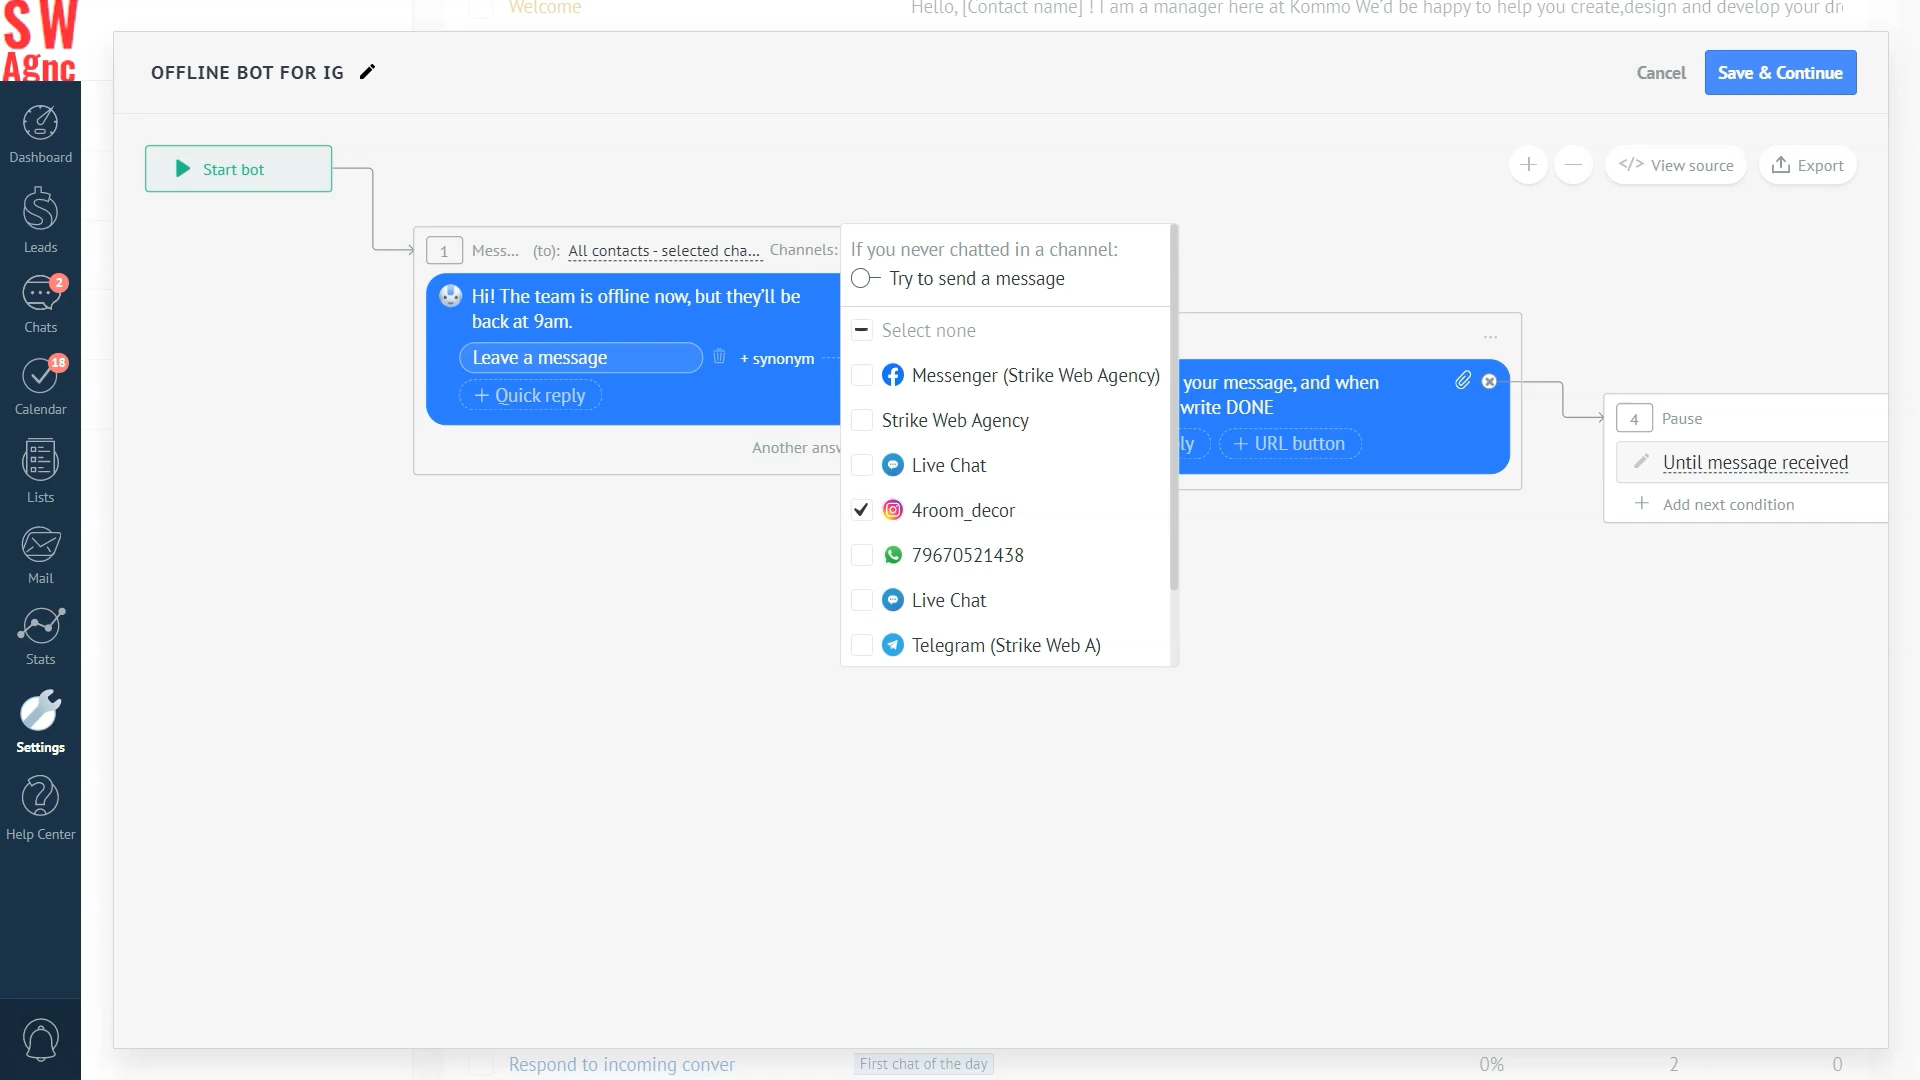 SW
Agnc
Welcome
Hello, [Contact name] ! I am a manager here at Kommo We'd be happy to help you create,design and develop your dr
OFFLINE BOT FOR IG
Cancel
Save & Continue
Dashboard
Leads
2
Chats
18
Calendar
Lists
Mail
Stats
Settings
Help Center
Start bot
</> View source
Export
1 Mess... (to): All contacts - selected cha... Channels:
Hi! The team is offline now, but they'll be
back at 9am.
Leave a message
+ synonym
+ Quick reply
Another answ
If you never chatted in a channel:
Try to send a message
Select none
Messenger (Strike Web Agency)
Strike Web Agency
Live Chat
4room_decor
79670521438
Live Chat
Telegram (Strike Web A)
...
your message, and when
write DONE
ly
+ URL button
4 Pause
Until message received
+ Add next condition
Respond to incoming conver
First chat of the day
0%
2
0